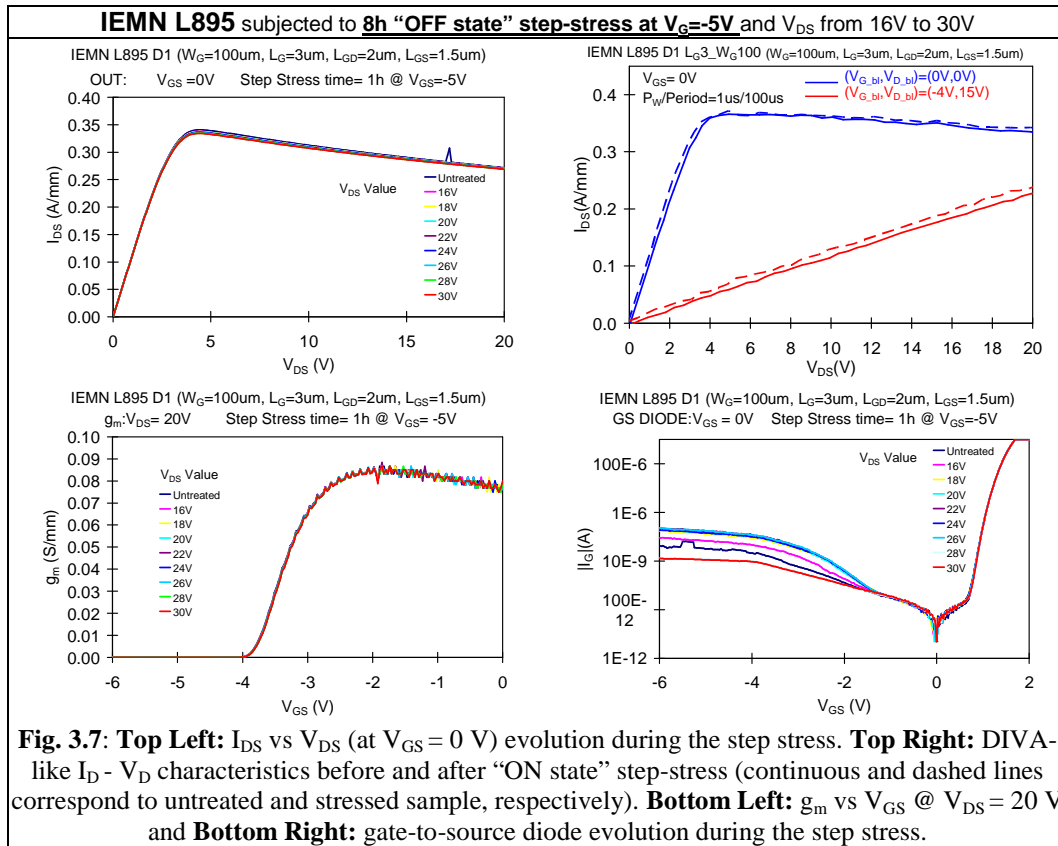 IEMN L895 subjected to 8h “OFF state” step-stress at VG=-5V and VDS from 16V to 30V
IEMN L895 D1 (WG=100um, LG=3um, LGD=2um, LGS=1.5um)
OUT: VGS =0V Step Stress time= 1h @ VGS=-5V
0.40
0.30
0.20
0.10
0.00
IDS (A/mm)
VDS Value
Untreated
16V
18V
20V
22V
24V
26V
28V
30V
0 5 10 15 20
VDS (V)
IEMN L895 D1 LG3_WG100 (WG=100um, LG=3um, LGD=2um, LGS=1.5um)
VGS= 0V
PW/Period=1us/100us
(VG_bl,VD_bl)=(0V,0V)
(VG_bl,VD_bl)=(-4V,15V)
0.4
0.3
0.2
0.1
0.0
IDS(A/mm)
0 2 4 6 8 10 12 14 16 18 20
VDS(V)
IEMN L895 D1 (WG=100um, LG=3um, LGD=2um, LGS=1.5um)
gm:VDS= 20V Step Stress time= 1h @ VGS= -5V
0.10
0.09
0.08
0.07
0.06
0.05
0.04
0.03
0.02
0.01
0.00
gm (S/mm)
VDS Value
Untreated
16V
18V
20V
22V
24V
26V
28V
30V
-6 -5 -4 -3 -2 -1 0
VGS (V)
IEMN L895 D1 (WG=100um, LG=3um, LGD=2um, LGS=1.5um)
GS DIODE:VGS = 0V Step Stress time= 1h @ VGS=-5V
100E-6
1E-6
10E-9
100E-
12
1E-12
||IG|(A)
VDS Value
Untreated
16V
18V
20V
22V
24V
26V
28V
30V
-6 -4 -2 0 2
VGS (V)
Fig. 3.7: Top Left: IDS vs VDS (at VGS = 0 V) evolution during the step stress. Top Right: DIVA-
like ID - VD characteristics before and after “ON state” step-stress (continuous and dashed lines
correspond to untreated and stressed sample, respectively). Bottom Left: gm vs VGS @ VDS = 20 V
and Bottom Right: gate-to-source diode evolution during the step stress.